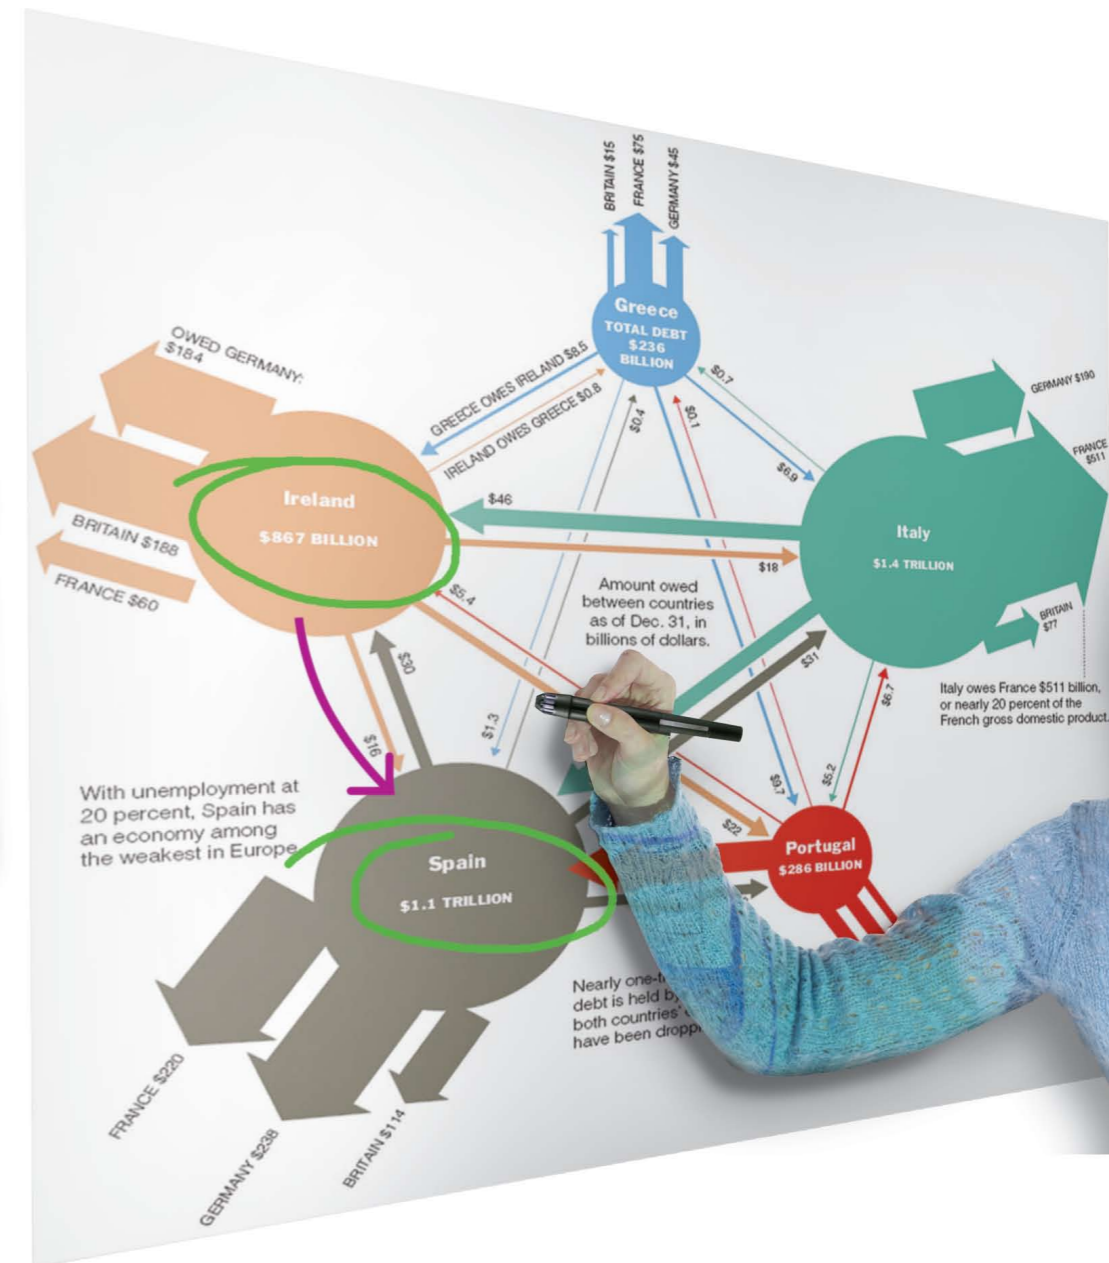 BRITAIN $15
FRANCE $75
GERMANY $45
Greece
TOTAL DEBT
$236
BILLION
OWED GERMANY:
$184
BRITAIN $188
FRANCE $60
Ireland
$867 BILLION
GREECE OWES IRELAND $8.5
IRELAND OWES GREECE $0.8
$0.4
$0.1
$0.7
$6.9
GERMANY $190
FRANCE
$511
Italy
$1.4 TRILLION
BRITAIN
$77
$46
$18
$5.4
Amount owed
between countries
as of Dec. 31, in
billions of dollars.
$30
$16
$1.3
$31
$6.7
$5.2
$9.7
$22
Italy owes France $511 billion,
or nearly 20 percent of the
French gross domestic product.
With unemployment at
20 percent, Spain has
an economy among
the weakest in Europe
Spain
$1.1 TRILLION
Portugal
$286 BILLION
Nearly
debt is held
both countries'
have been
FRANCE $220
GERMANY $238
BRITAIN $114